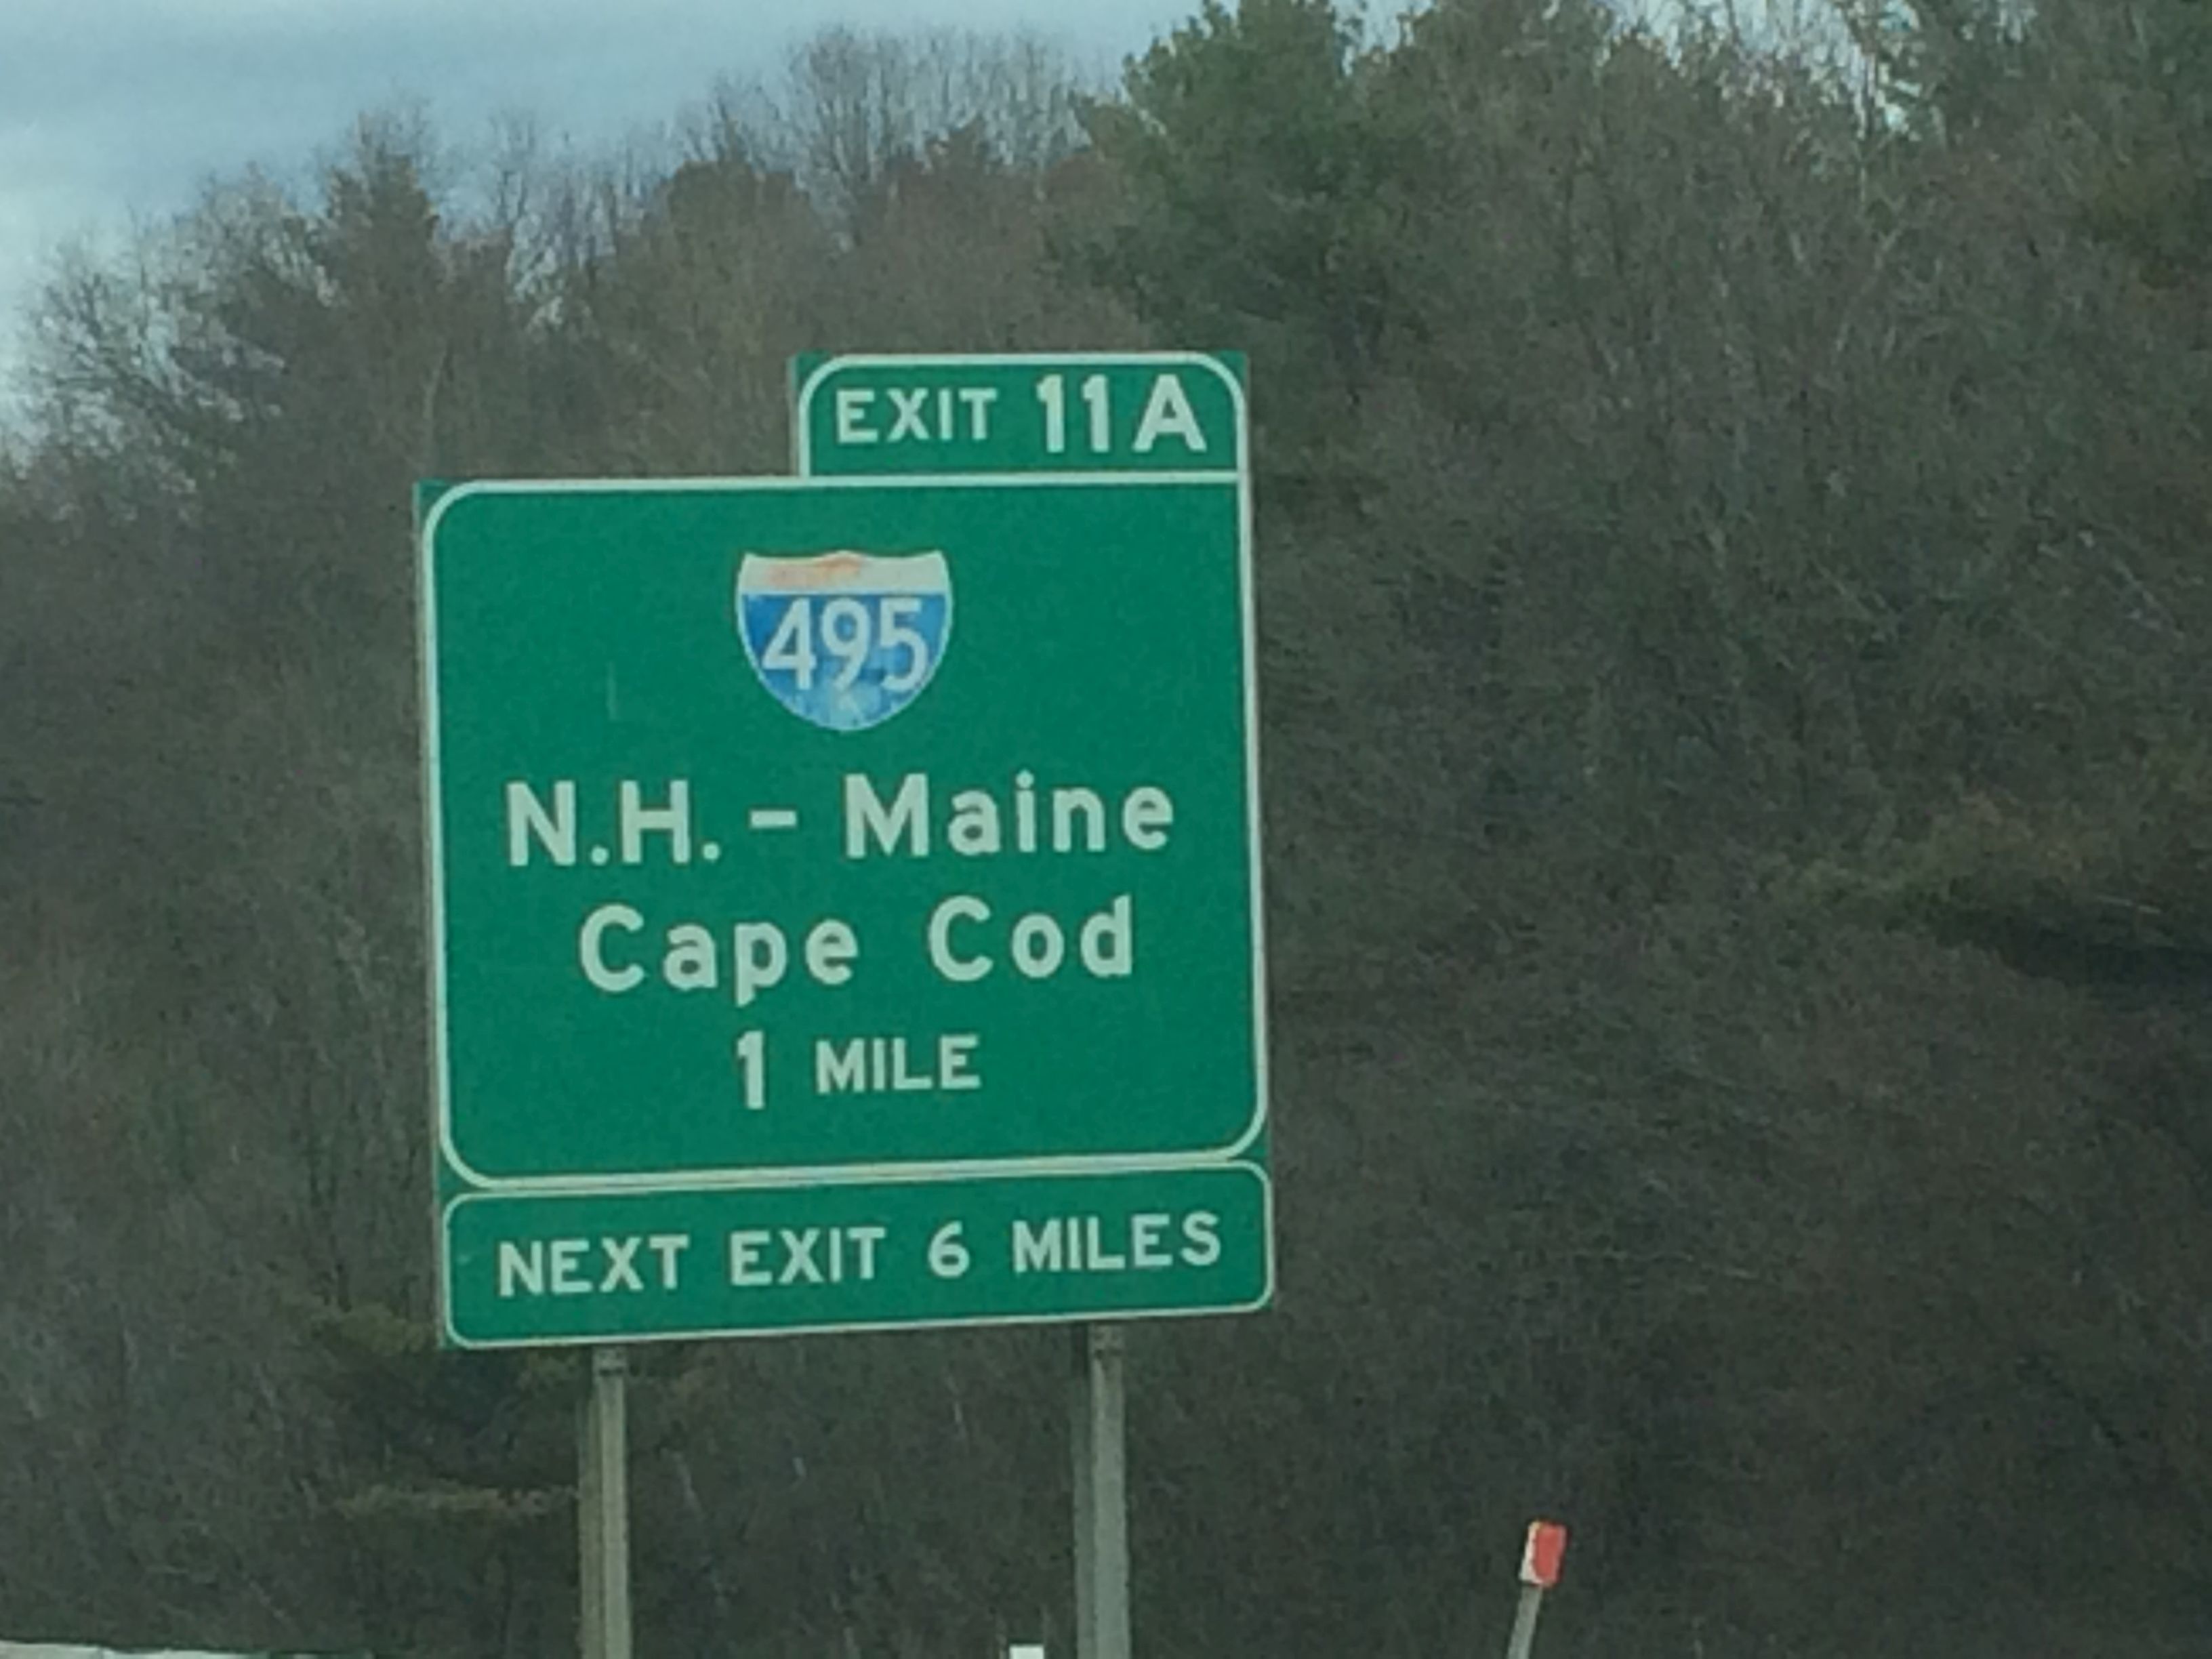 EXIT 11A
495
N.H. - Maine
Cape Cod
1 MILE
NEXT EXIT 6 MILES